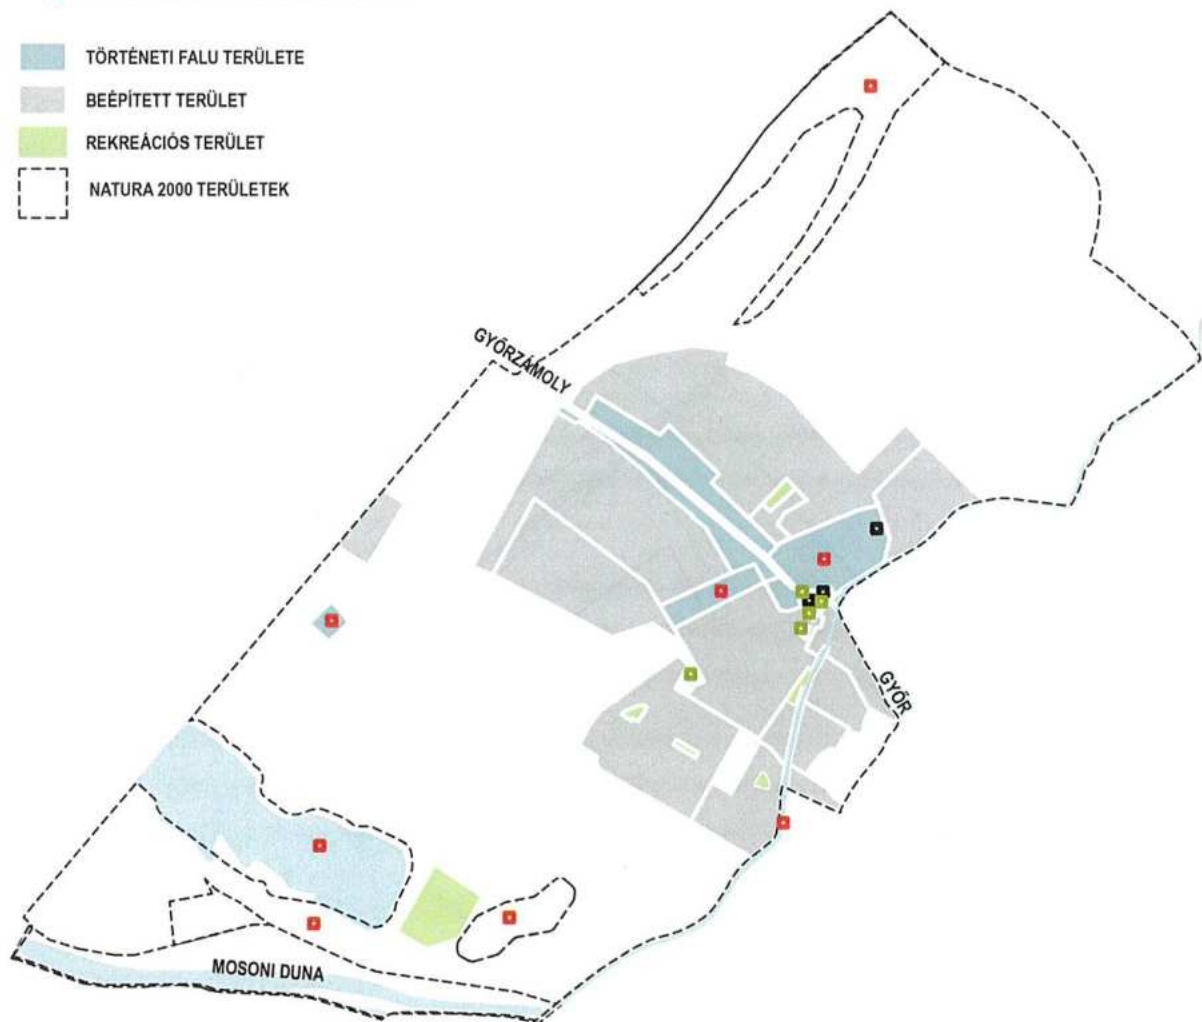 TÖRTÉNETI FALU TERÜLETE
BEÉPÍTETT TERÜLET
REKREÁCIÓS TERÜLET
NATURA 2000 TERÜLETEK
GYŐRZÁMOLY
GYŐR
MOSONI DUNA